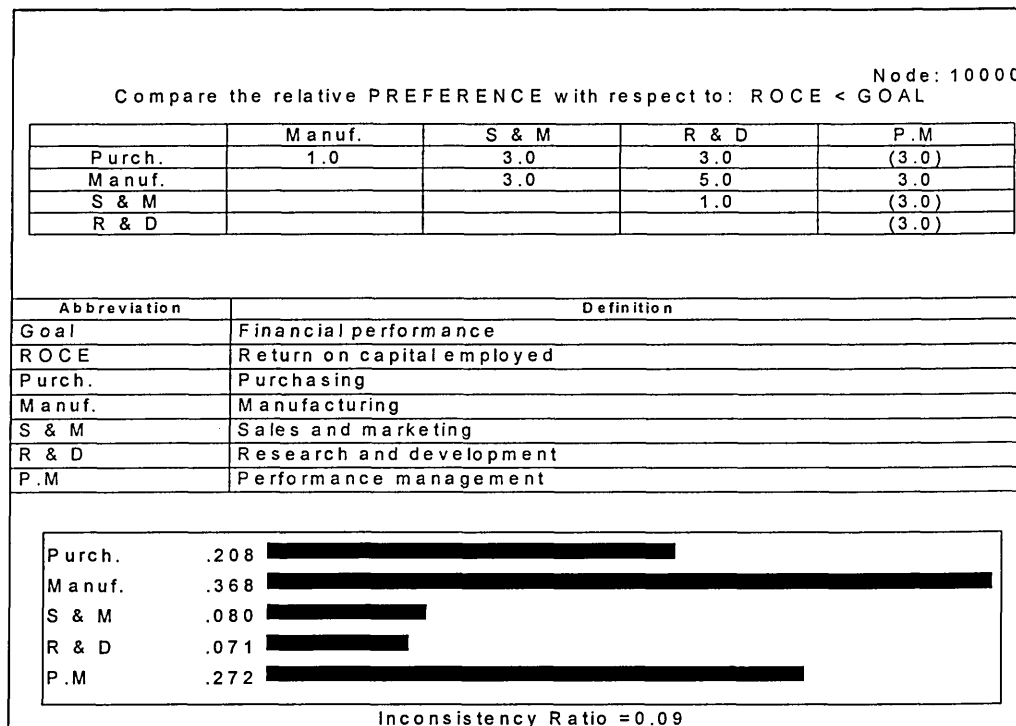 Node: 10000
Compare the relative PREFERENCE with respect to: ROCE < GOAL
Manuf. S & M R & D P.M
Purch. 1.0 3.0 3.0 (3.0)
Manuf. 3.0 5.0 3.0
S & M 1.0 (3.0)
R & D (3.0)
Abbreviation Definition
Goal Financial performance
ROCE Return on capital employed
Purch. Purchasing
Manuf. Manufacturing
S & M Sales and marketing
R & D Research and development
P.M Performance management
Purch. .208
Manuf. .368
S & M .080
R & D .071
P.M .272
Inconsistency Ratio =0.09